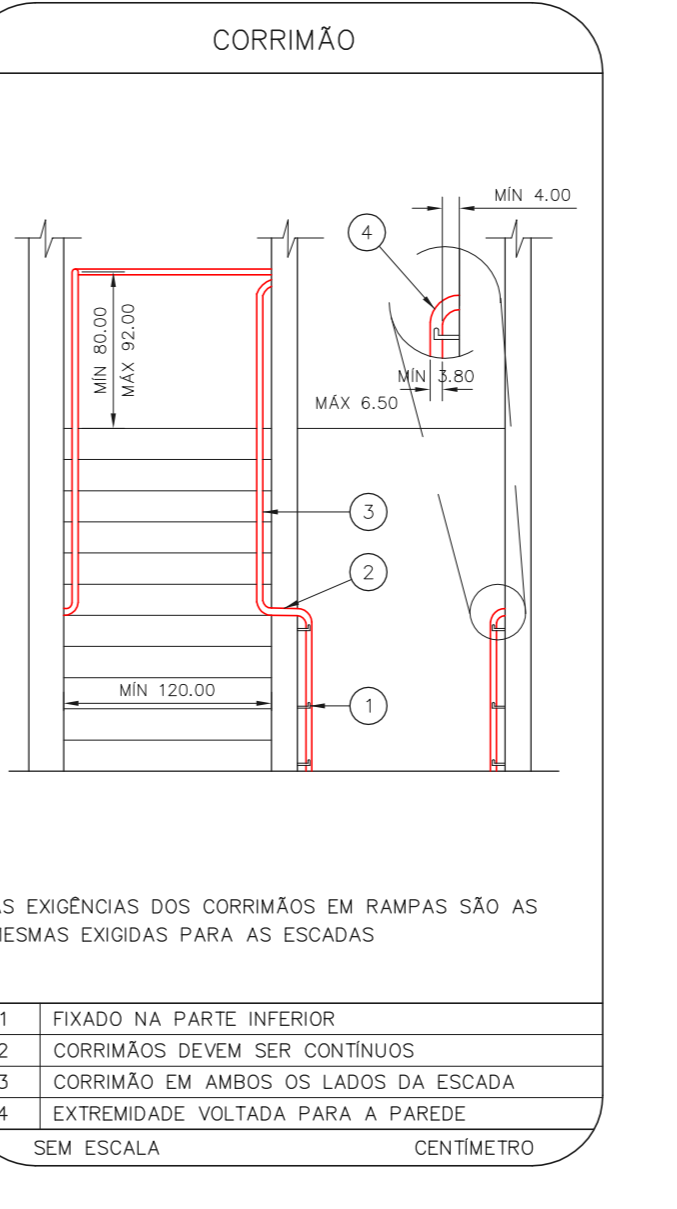 CORRIMÃO
MÍN 4.00
4
MÍN 80.00
MÁX 92.00
MÍN 3.80
MÁX 6.50
3
2
MÍN 120.00
1
AS EXIGÊNCIAS DOS CORRIMÃOS EM RAMPAS SÃO AS
MESMAS EXIGIDAS PARA AS ESCADAS
1 FIXADO NA PARTE INFERIOR
2 CORRIMÃOS DEVEM SER CONTÍNUOS
3 CORRIMÃO EM AMBOS OS LADOS DA ESCADA
4 EXTREMIDADE VOLTADA PARA A PAREDE
SEM ESCALA CENTÍMETRO